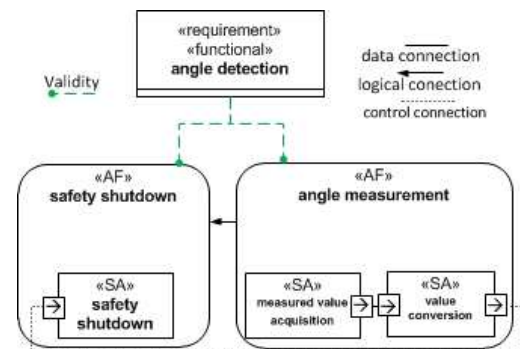 «requirement»
«functional»
angle detection
data connection
logical conection
control connection
Validity
«AF»
safety shutdown
«AF»
angle measurement
«SA»
safety
shutdown
«SA»
measured value
acquisition
«SA»
value
conversion